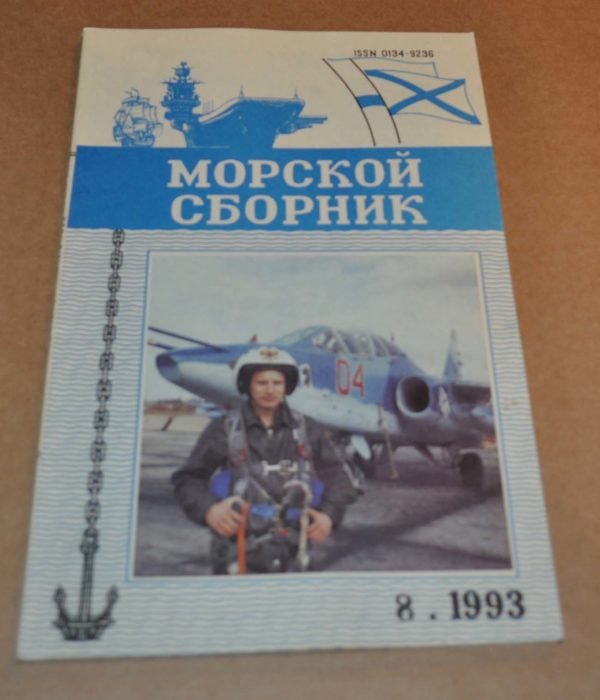 ISSN 0134-9236
МОРСКОЙ
СБОРНИК
04
8 . 1993